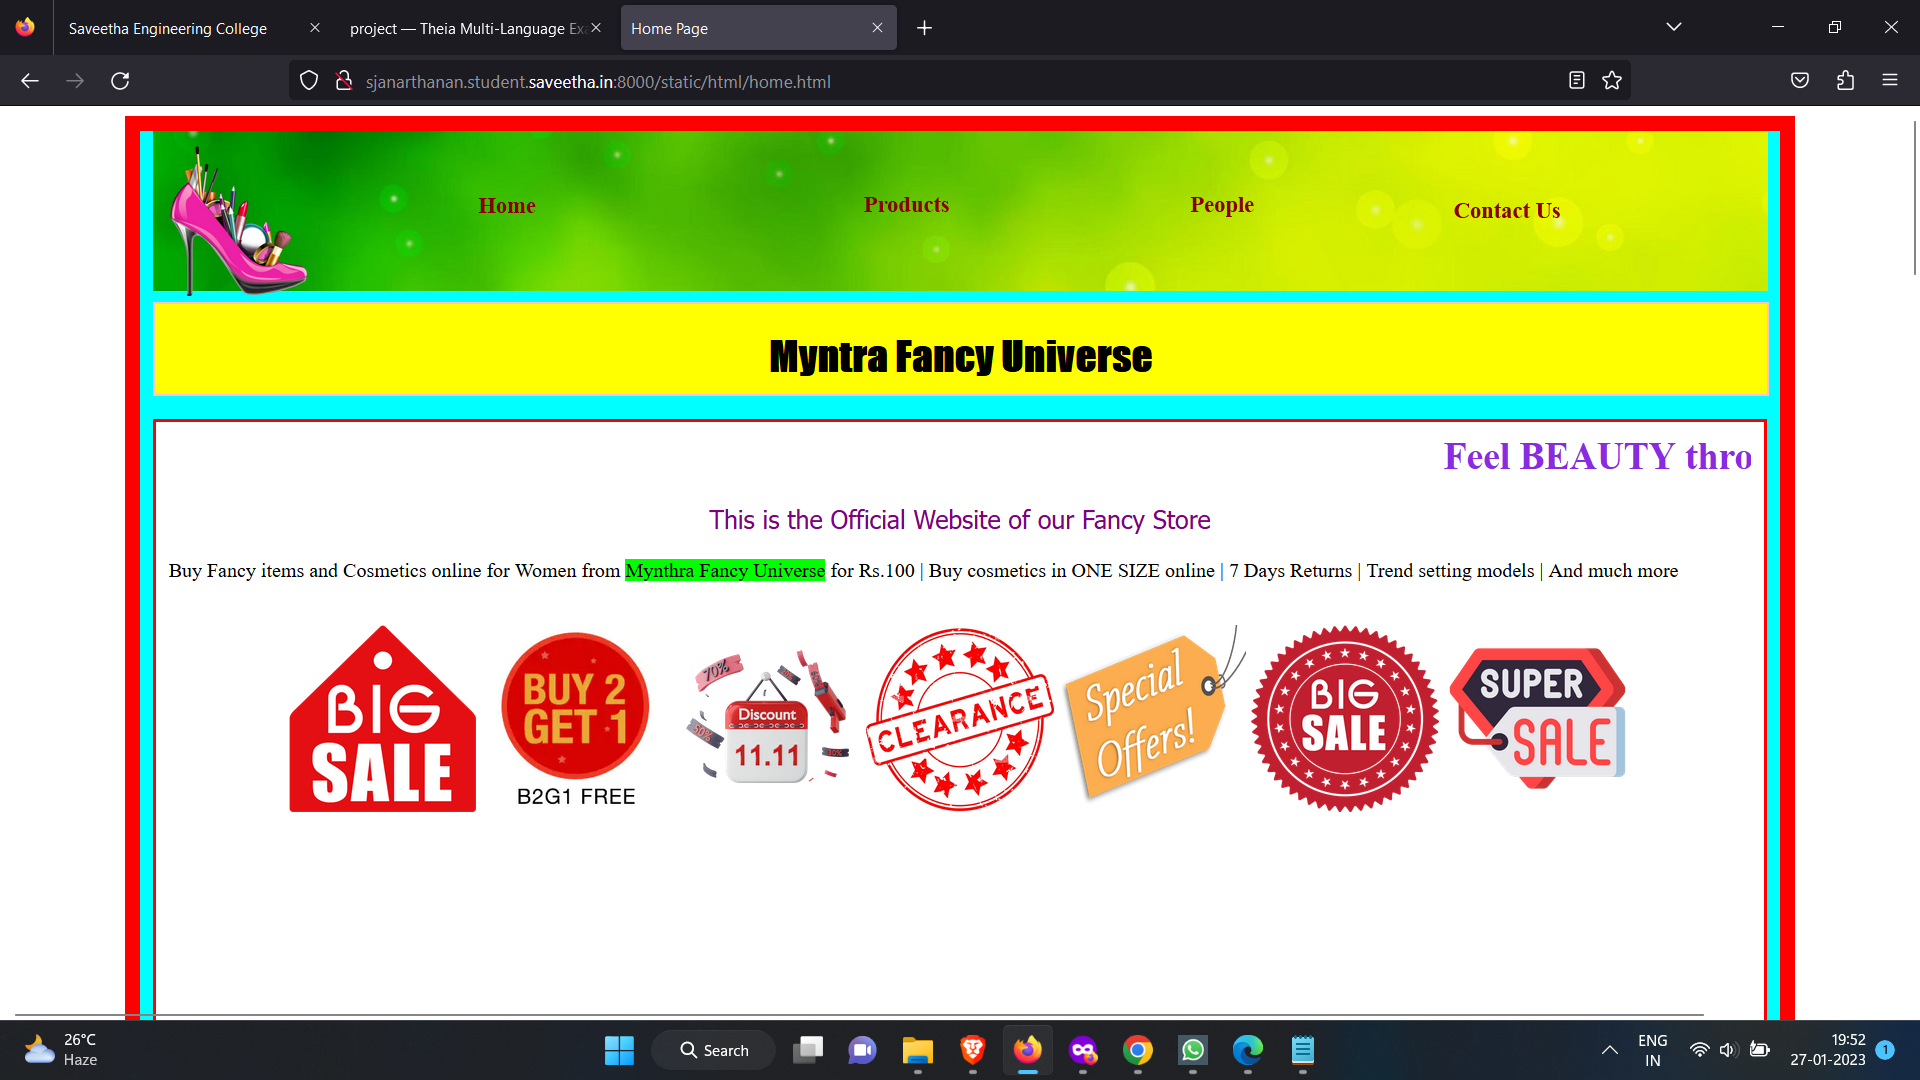 Saveetha Engineering College
project — Theia Multi-Language Ex
Home Page
sjanarthanan.student.saveetha.in:8000/static/html/home.html
Home
Products
People
Contact Us
Myntra Fancy Universe
Feel BEAUTY thro
This is the Official Website of our Fancy Store
Buy Fancy items and Cosmetics online for Women from Mynthra Fancy Universe for Rs.100 | Buy cosmetics in ONE SIZE online | 7 Days Returns | Trend setting models | And much more
BIG
SALE
BUY 2
GET 1
B2G1 FREE
70%
50%
Discount
11.11
CLEARANCE
Special
Offers!
BIG
SALE
SUPER
SALE
26°C
Haze
Search
ENG
IN
19:52
27-01-2023
1